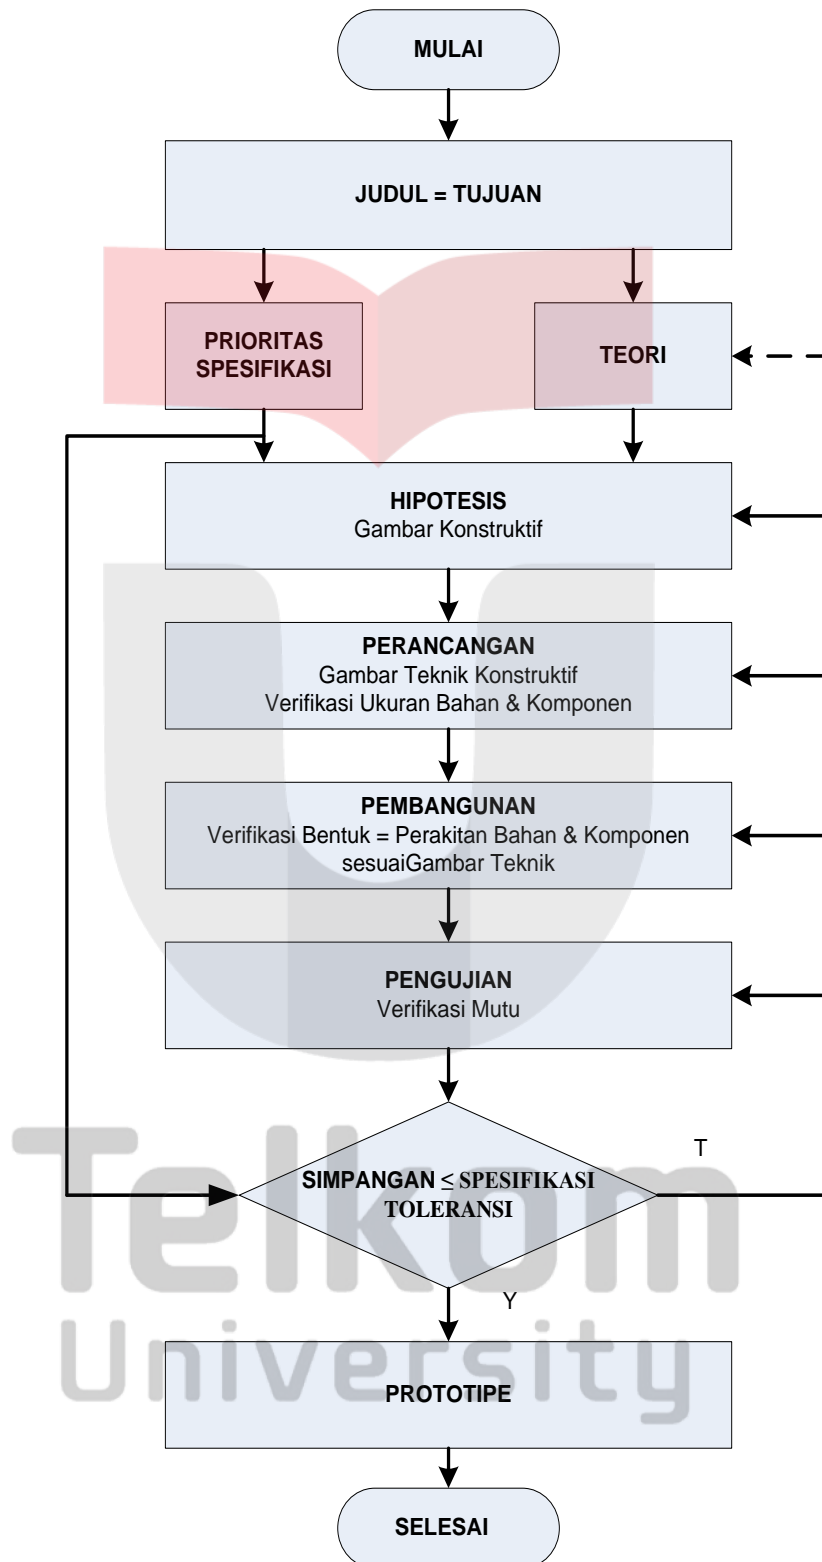 MULAI
JUDUL = TUJUAN
PRIORITAS
SPESIFIKASI
TEORI
HIPOTESIS
Gambar Konstruktif
PERANCANGAN
Gambar Teknik Konstruktif
Verifikasi Ukuran Bahan & Komponen
PEMBANGUNAN
Verifikasi Bentuk = Perakitan Bahan & Komponen
sesuaiGambar Teknik
PENGUJIAN
Verifikasi Mutu
SIMPANGAN ≤ SPESIFIKASI
TOLERANSI
T
Y
PROTOTIPE
SELESAI
Telkom
University